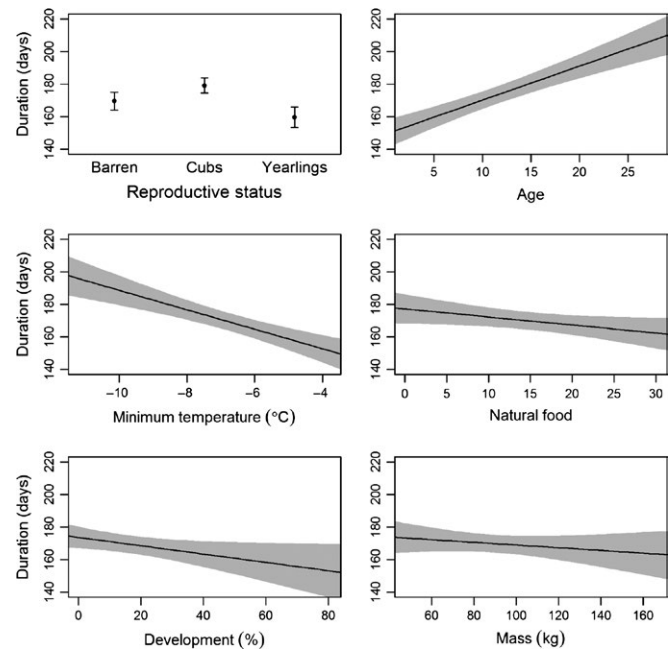 Duration (days)
140 160 180 200 220
Barren Cubs Yearlings
Reproductive status
140 160 180 200 220
5 10 15 20 25
Age
Duration (days)
140 160 180 200 220
−10 −8 −6 −4
Minimum temperature (°C)
140 160 180 200 220
0 5 10 15 20 25 30
Natural food
Duration (days)
140 160 180 200 220
0 20 40 60 80
Development (%)
140 160 180 200 220
60 80 100 120 140 160
Mass (kg)